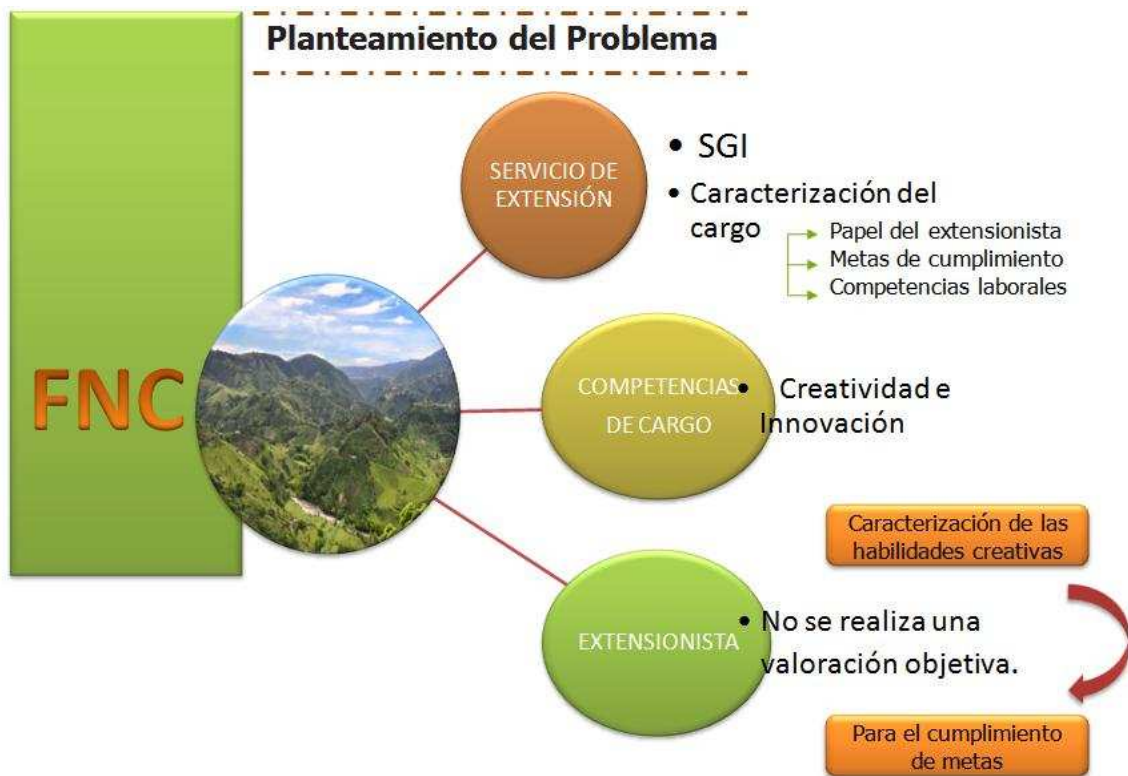 Planteamiento del Problema
FNC
SERVICIO DE
EXTENSIÓN
• SGI
• Caracterización del
cargo
Papel del extensionista
Metas de cumplimiento
Competencias laborales
COMPETENCIAS
DE CARGO
• Creatividad e
Innovación
EXTENSIONISTA
• No se realiza una
valoración objetiva.
Caracterización de las
habilidades creativas
Para el cumplimiento
de metas